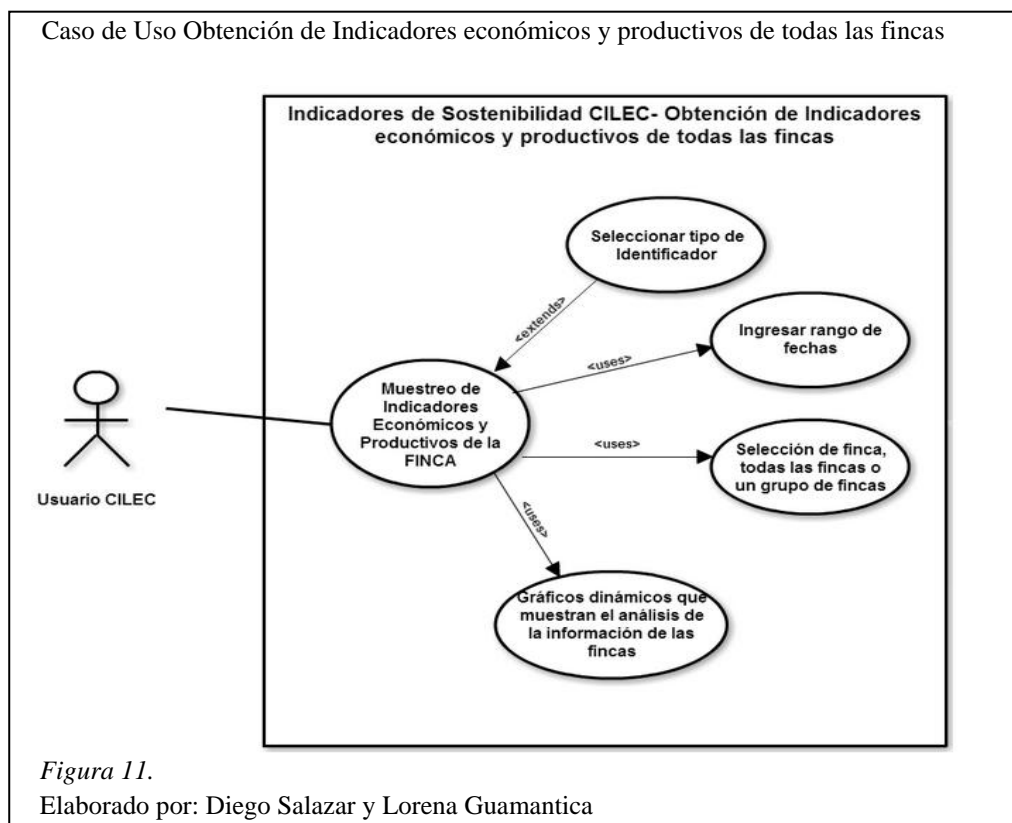 Caso de Uso Obtención de Indicadores económicos y productivos de todas las fincas
Indicadores de Sostenibilidad CILEC- Obtención de Indicadores
económicos y productivos de todas las fincas
Seleccionar tipo de
Identificador
<extends>
Ingresar rango de
fechas
<uses>
Muestreo de
Indicadores
Económicos y
Productivos de la
FINCA
<uses>
Selección de finca,
todas las fincas o
un grupo de fincas
Usuario CILEC
<uses>
Gráficos dinámicos que
muestran el análisis de
la información de las
fincas
Figura 11.
Elaborado por: Diego Salazar y Lorena Guamantica